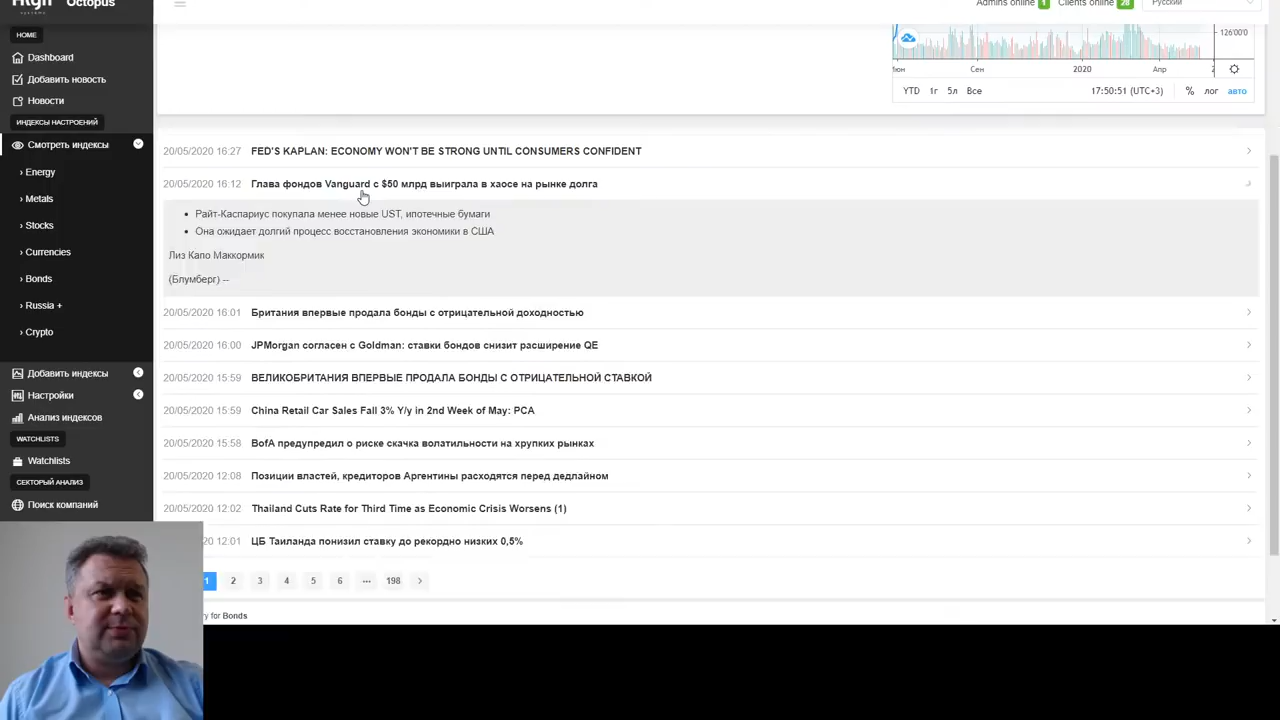 Octopus
Admins online 1 Clients online 28 Русский
HOME
Dashboard
Добавить новость
Новости
ИНДЕКСЫ НАСТРОЕНИЙ
Смотреть индексы
› Energy
› Metals
› Stocks
› Currencies
› Bonds
› Russia +
› Crypto
Добавить индексы
Настройки
Анализ индексов
WATCHLISTS
Watchlists
СЕКТОРЫЙ АНАЛИЗ
Поиск компаний
126'00'0
Сен 2020 Апр
YTD 1г 5л Все 17:50:51 (UTC+3) % лог авто
20/05/2020 16:27 FED'S KAPLAN: ECONOMY WON'T BE STRONG UNTIL CONSUMERS CONFIDENT
20/05/2020 16:12 Глава фондов Vanguard с $50 млрд выиграла в хаосе на рынке долга
• Райт-Каспариус покупала менее новые UST, ипотечные бумаги
• Она ожидает долгий процесс восстановления экономики в США
Лиз Капо Маккормик
(Блумберг) --
20/05/2020 16:01 Британия впервые продала бонды с отрицательной доходностью
20/05/2020 16:00 JPMorgan согласен с Goldman: ставки бондов снизит расширение QE
20/05/2020 15:59 ВЕЛИКОБРИТАНИЯ ВПЕРВЫЕ ПРОДАЛА БОНДЫ С ОТРИЦАТЕЛЬНОЙ СТАВКОЙ
20/05/2020 15:59 China Retail Car Sales Fall 3% Y/y in 2nd Week of May: PCA
20/05/2020 15:58 BofA предупредил о риске скачка волатильности на хрупких рынках
20/05/2020 12:08 Позиции властей, кредиторов Аргентины расходятся перед дедлайном
20/05/2020 12:02 Thailand Cuts Rate for Third Time as Economic Crisis Worsens (1)
2020 12:01 ЦБ Таиланда понизил ставку до рекордно низких 0,5%
1 2 3 4 5 6 ••• 198 >
for Bonds